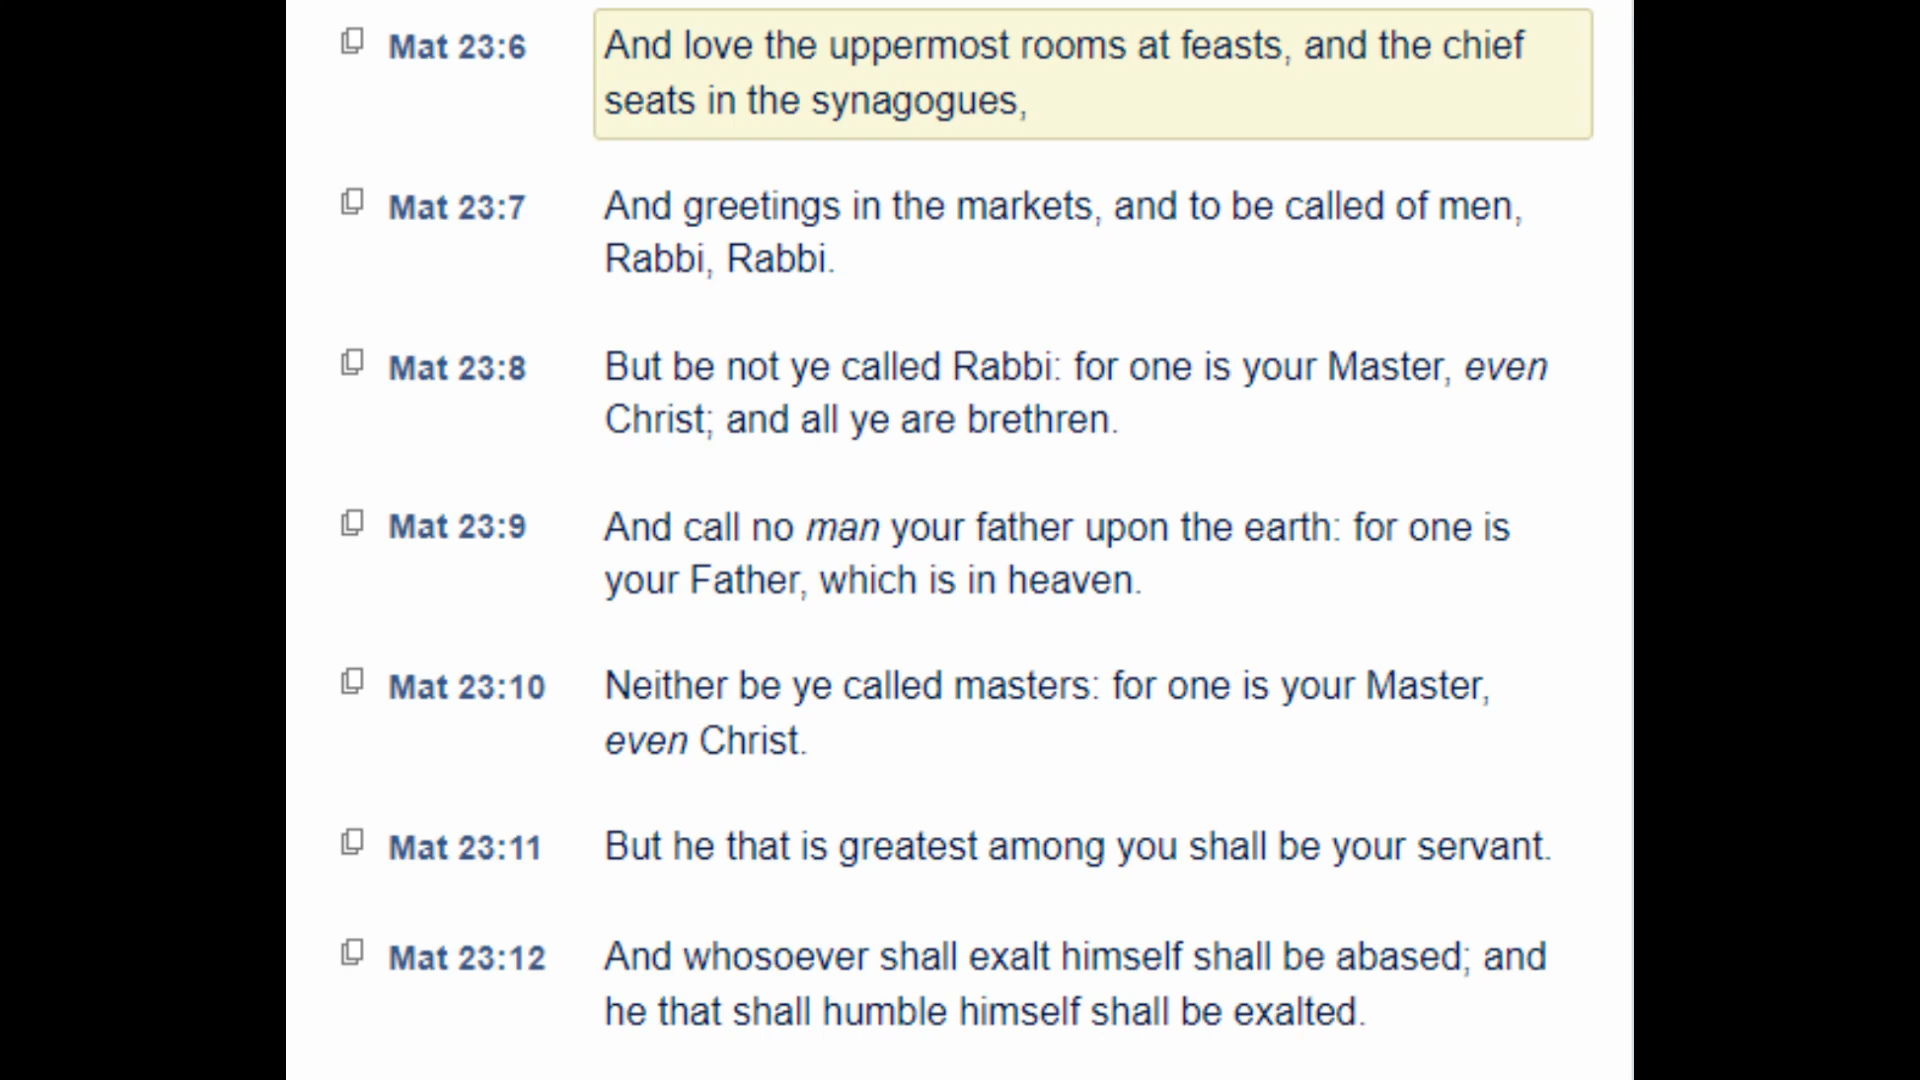 Mat 23:6 And love the uppermost rooms at feasts, and the chief
seats in the synagogues,
Mat 23:7 And greetings in the markets, and to be called of men,
Rabbi, Rabbi.
Mat 23:8 But be not ye called Rabbi: for one is your Master, even
Christ; and all ye are brethren.
Mat 23:9 And call no man your father upon the earth: for one is
your Father, which is in heaven.
Mat 23:10 Neither be ye called masters: for one is your Master,
even Christ.
Mat 23:11 But he that is greatest among you shall be your servant.
Mat 23:12 And whosoever shall exalt himself shall be abased; and
he that shall humble himself shall be exalted.